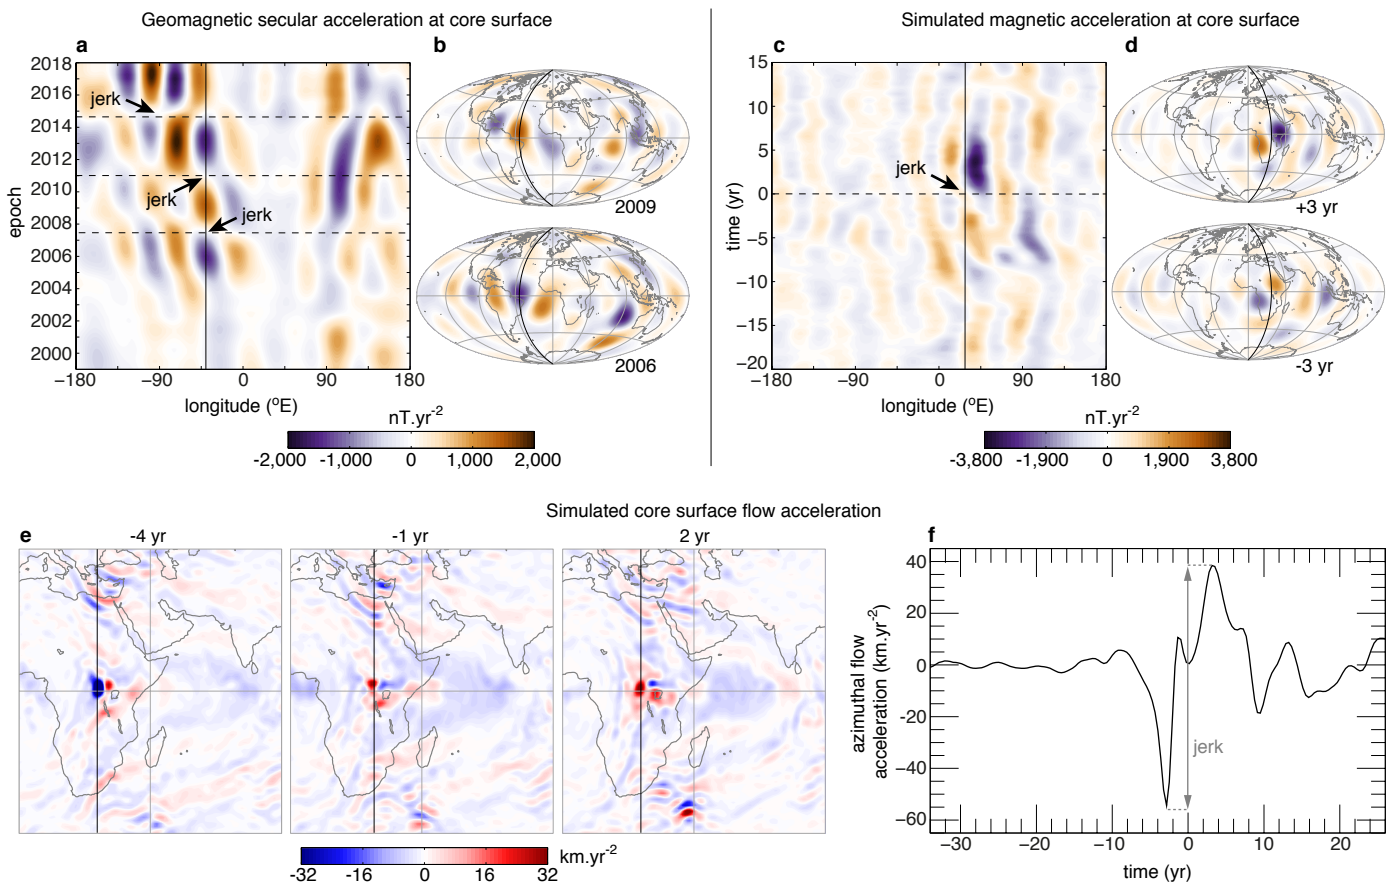 Geomagnetic secular acceleration at core surface
a
b
2018
2016
2014
2012
2010
2008
2006
2004
2002
2000
epoch
jerk
jerk
jerk
−180
−90
0
90
180
longitude (°E)
2009
2006
nT.yr⁻²
-2,000
-1,000
0
1,000
2,000
Simulated magnetic acceleration at core surface
c
d
15
10
5
0
−5
−10
−15
−20
time (yr)
jerk
−180
−90
0
90
180
longitude (°E)
+3 yr
-3 yr
nT.yr⁻²
-3,800
-1,900
0
1,900
3,800
Simulated core surface flow acceleration
e
-4 yr
-1 yr
2 yr
-32
-16
0
16
32
km.yr⁻²
f
40
20
0
−20
−40
−60
azimuthal flow
acceleration (km.yr⁻²)
jerk
−30
−20
−10
0
10
20
time (yr)